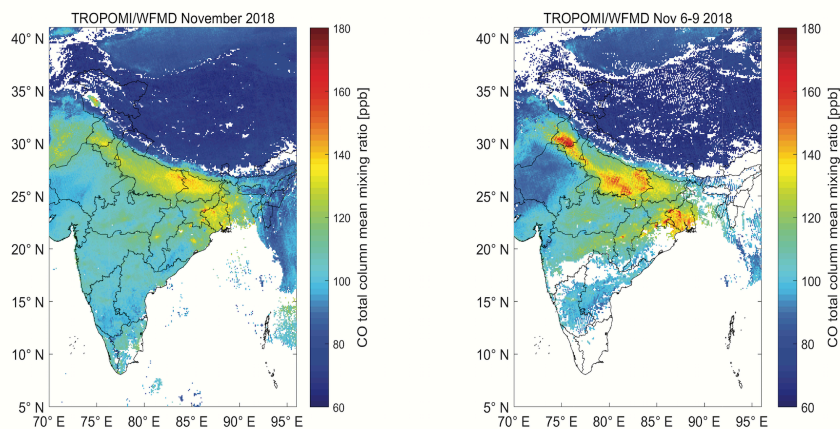 TROPOMI/WFMD November 2018
40° N
35° N
30° N
25° N
20° N
15° N
10° N
5° N
70° E
75° E
80° E
85° E
90° E
95° E
180
160
140
120
100
80
60
CO total column mean mixing ratio [ppb]
TROPOMI/WFMD Nov 6-9 2018
40° N
35° N
30° N
25° N
20° N
15° N
10° N
5° N
70° E
75° E
80° E
85° E
90° E
95° E
180
160
140
120
100
80
60
CO total column mean mixing ratio [ppb]